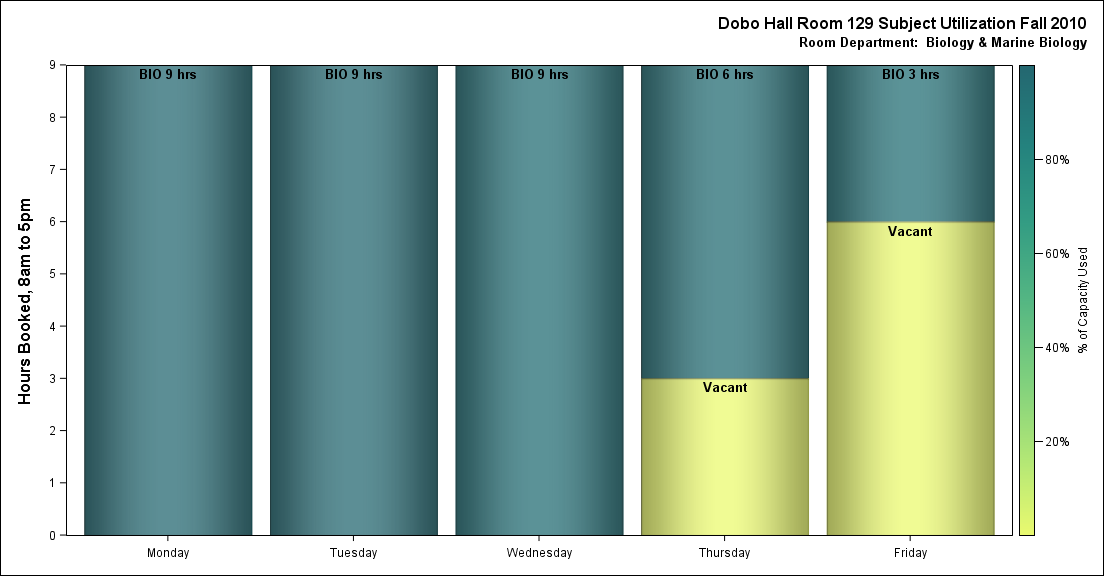 Dobo Hall Room 129 Subject Utilization Fall 2010
Room Department:  Biology & Marine Biology
Hours Booked, 8am to 5pm
9
8
7
6
5
4
3
2
1
0
BIO 9 hrs
BIO 9 hrs
BIO 9 hrs
BIO 6 hrs
BIO 3 hrs
Vacant
Vacant
Monday
Tuesday
Wednesday
Thursday
Friday
80%
60%
40%
20%
% of Capacity Used